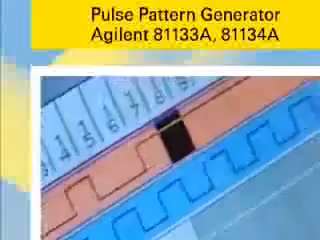 Pulse Pattern Generator
Agilent 81133A, 81134A